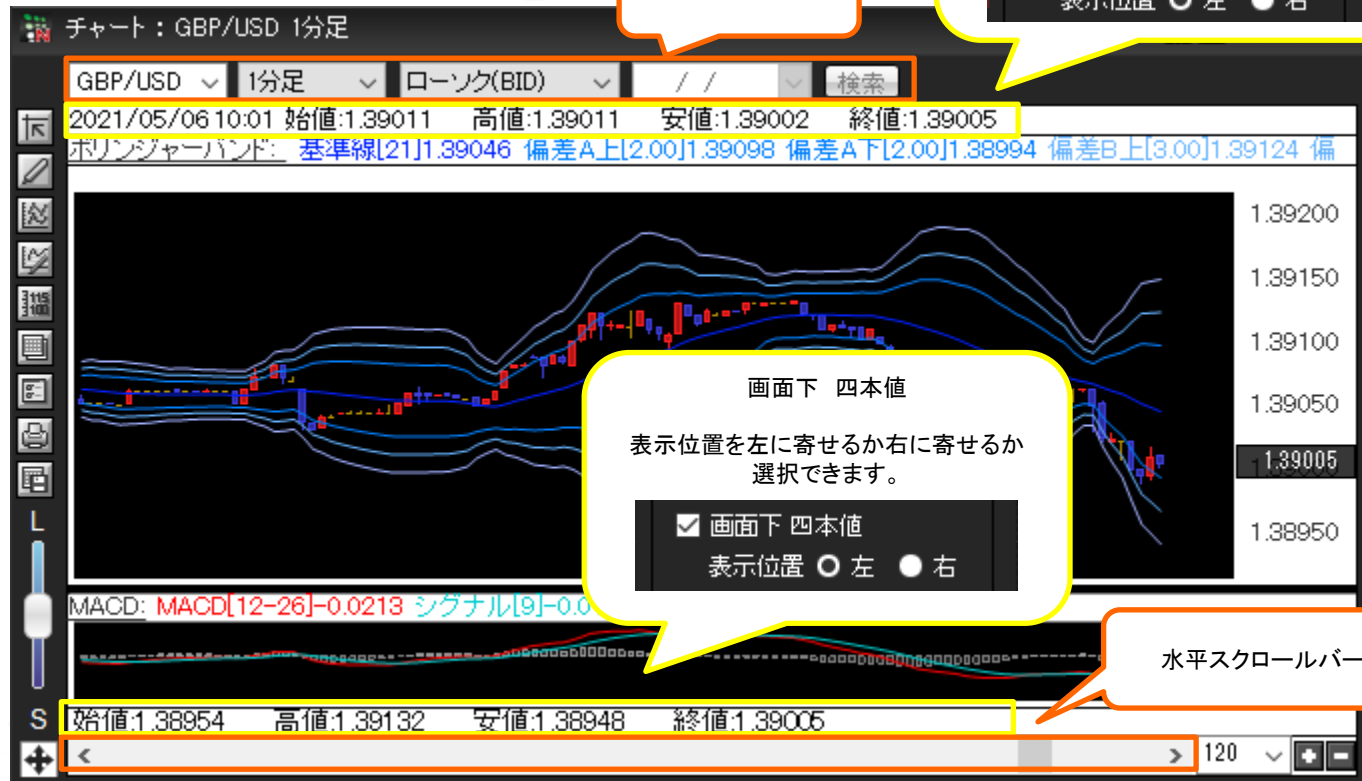 チャート：GBP/USD 1分足
表示位置 左 右
GBP/USD 1分足 ローソク(BID) / / 検索
2021/05/06 10:01 始値:1.39011 高値:1.39011 安値:1.39002 終値:1.39005
ボリンジャーバンド: 基準線[21]1.39046 偏差A上[2.00]1.39098 偏差A下[2.00]1.38994 偏差B上[3.00]1.39124 偏
1.39200
1.39150
1.39100
1.39050
1.39005
1.38950
画面下 四本値
表示位置を左に寄せるか右に寄せるか
選択できます。
画面下 四本値
表示位置 左 右
L
S
MACD: MACD[12-26]-0.0213 シグナル[9]-0.0
水平スクロールバー
始値:1.38954 高値:1.39132 安値:1.38948 終値:1.39005
120